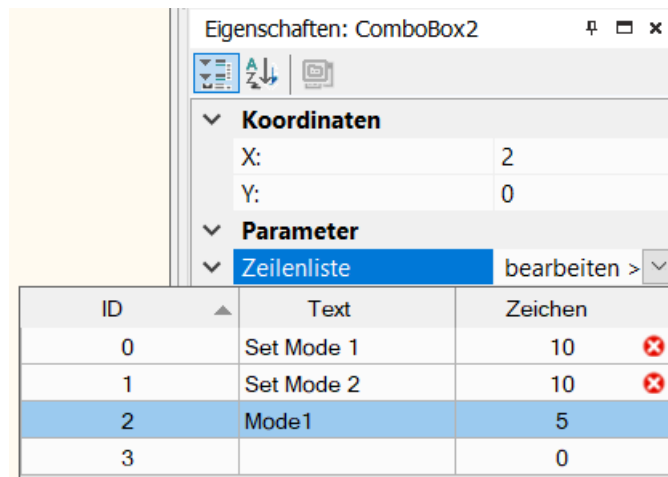 Eigenschaften: ComboBox2
Koordinaten
X: 2
Y: 0
Parameter
Zeilenliste bearbeiten >
ID Text Zeichen
0 Set Mode 1 10
1 Set Mode 2 10
2 Mode1 5
3 0